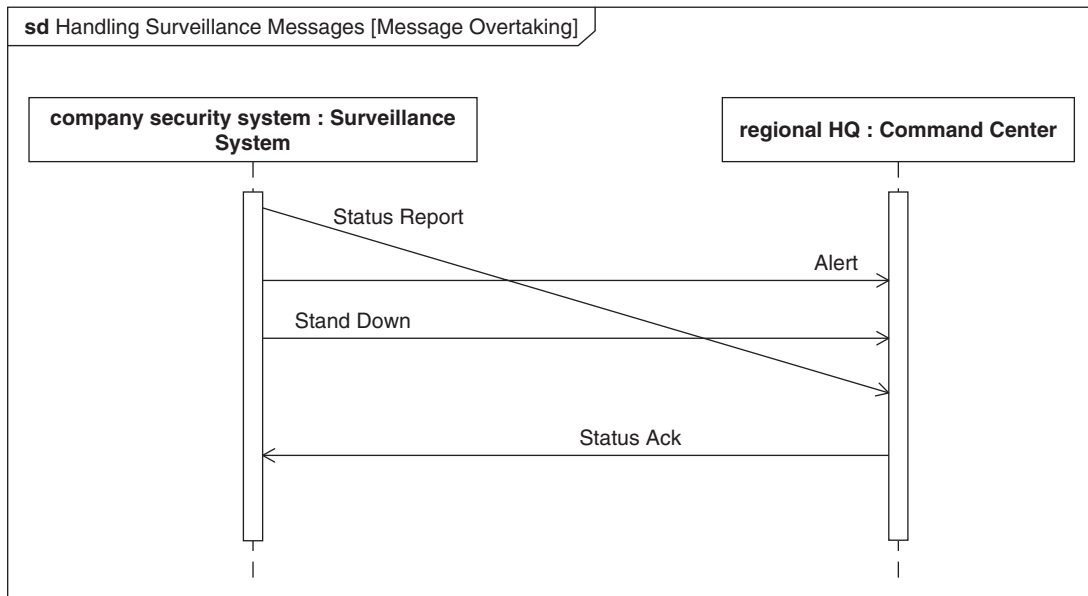 sd Handling Surveillance Messages [Message Overtaking]
company security system : Surveillance
System
regional HQ : Command Center
Status Report
Alert
Stand Down
Status Ack